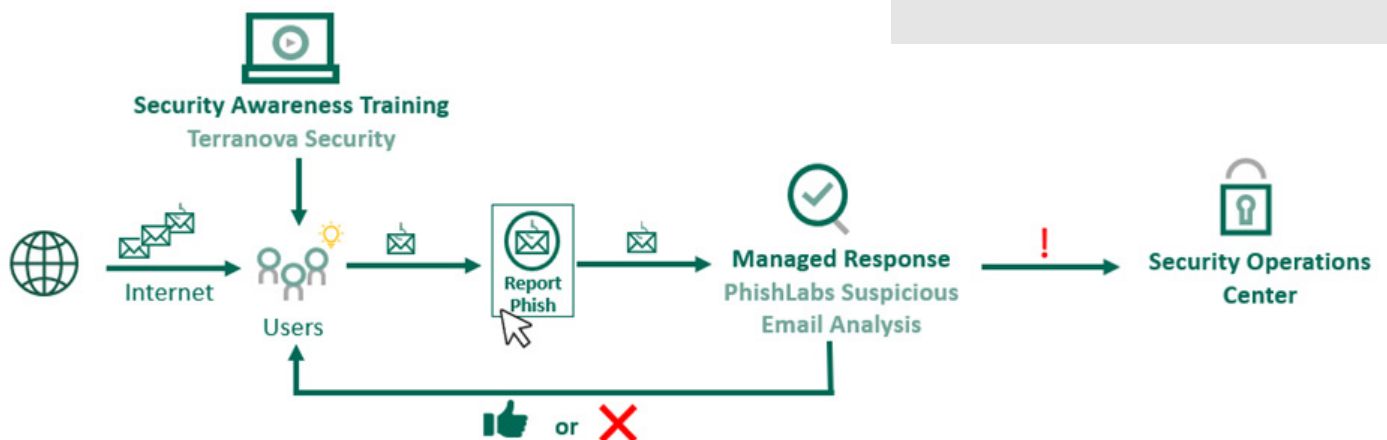 Security Awareness Training
Terranova Security
Internet
Users
Report
Phish
Managed Response
PhishLabs Suspicious
Email Analysis
!
Security Operations
Center
or